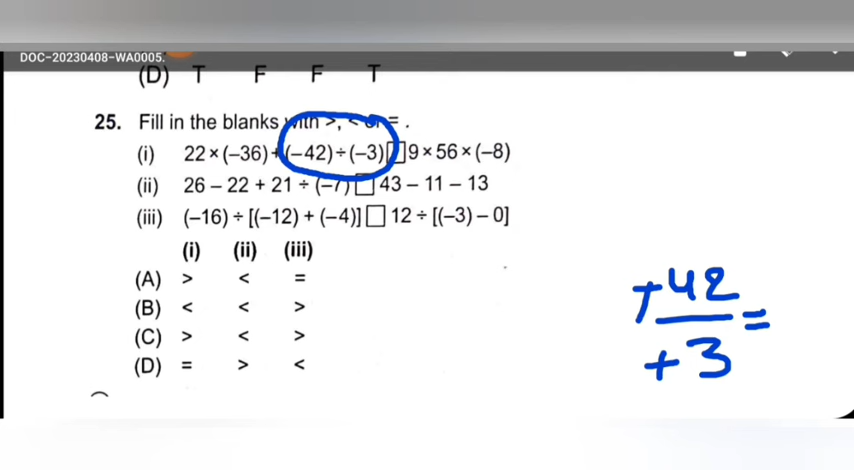 DOC-20230408-WA0005.
(D) T F F T
25. Fill in the blanks with >, < or = .
(i) 22 × (−36) + (−42) ÷ (−3) □ 9 × 56 × (−8)
(ii) 26 − 22 + 21 ÷ (−7) □ 43 − 11 − 13
(iii) (−16) ÷ [(−12) + (−4)] □ 12 ÷ [(−3) − 0]
(i) (ii) (iii)
(A) > < =
(B) < < >
(C) > < >
(D) = > <
+42
=
+3